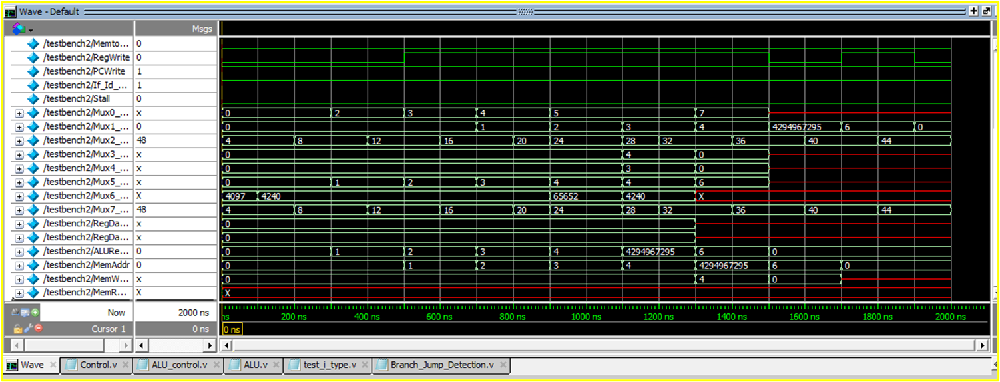 Wave - Default
Msgs
/testbench2/Memto... 0
/testbench2/RegWrite 0
/testbench2/PCWrite 1
/testbench2/If_Id_... 1
/testbench2/Stall 0
/testbench2/Mux0_... x 0 2 3 4 5 7
/testbench2/Mux1_... 0 0 1 2 3 4 4294967295 6 0
/testbench2/Mux2_... 48 4 8 12 16 20 24 28 32 36 40 44
/testbench2/Mux3_... x 0 4 0
/testbench2/Mux4_... x 0 3 0
/testbench2/Mux5_... x 0 1 2 3 4 4 6
/testbench2/Mux6_... X 4097 4240 65652 4240 X
/testbench2/Mux7_... 48 4 8 12 16 20 24 28 32 36 40 44
/testbench2/RegDa... x 0
/testbench2/RegDa... x 0
/testbench2/ALURe... 0 0 1 2 3 4 4294967295 6 0
/testbench2/MemAddr 0 0 1 2 3 4 4294967295 6 0
/testbench2/MemW... x 0 4 0
/testbench2/MemR... X X
Now 2000 ns ns 200 ns 400 ns 600 ns 800 ns 1000 ns 1200 ns 1400 ns 1600 ns 1800 ns 2000 ns
Cursor 1 0 ns 0 ns
Wave Control.v ALU_control.v ALU.v test_i_type.v Branch_Jump_Detection.v